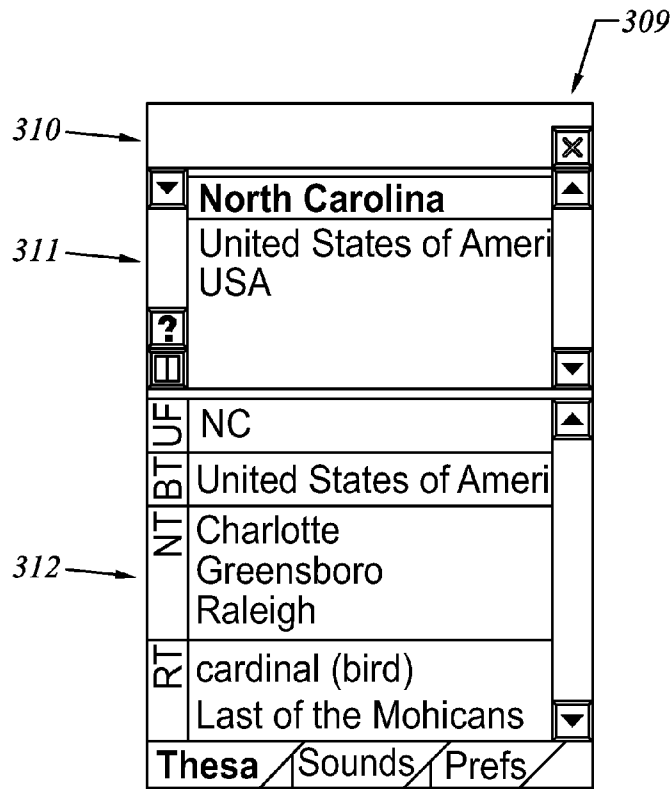 309
310
North Carolina
311
United States of Ameri
USA
?
UF NC
BT United States of Ameri
NT Charlotte
Greensboro
312
Raleigh
RT cardinal (bird)
Last of the Mohicans
Thesa Sounds Prefs